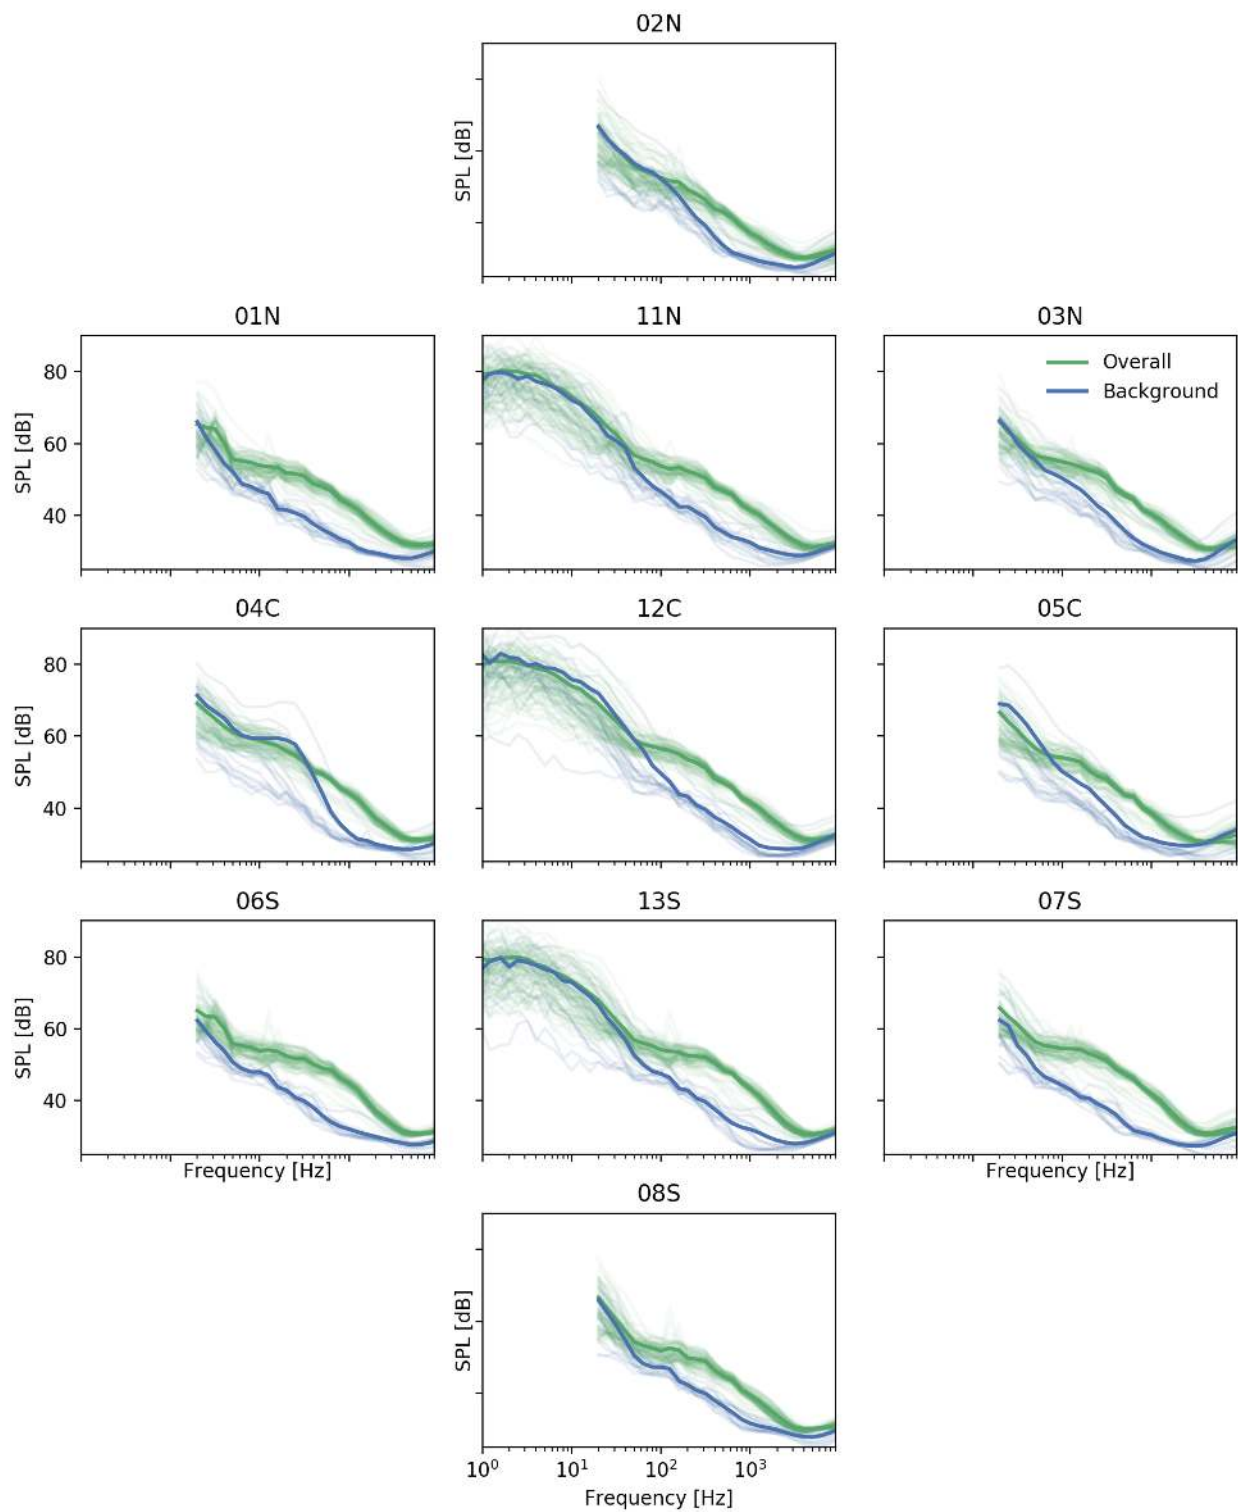 02N
SPL [dB]
01N
11N
03N
80
60
40
SPL [dB]
Overall
Background
04C
12C
05C
80
60
40
SPL [dB]
06S
13S
07S
80
60
40
SPL [dB]
Frequency [Hz]
Frequency [Hz]
08S
SPL [dB]
10⁰ 10¹ 10² 10³
Frequency [Hz]